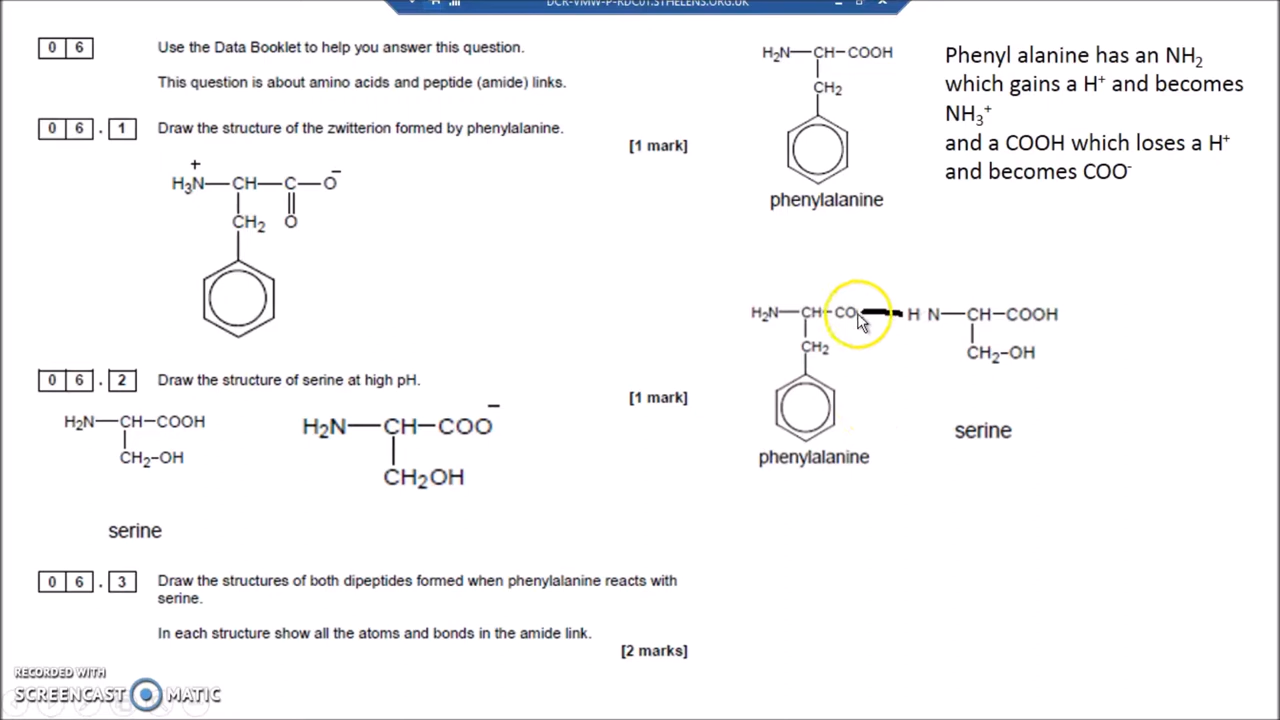 DCR-VMW-P-RDC01.STHELENS.ORG.UK
0 6 Use the Data Booklet to help you answer this question.
This question is about amino acids and peptide (amide) links.
0 6 . 1 Draw the structure of the zwitterion formed by phenylalanine.
[1 mark]
+
H₃N—CH—C—O⁻
CH₂ O
0 6 . 2 Draw the structure of serine at high pH.
[1 mark]
H₂N—CH—COOH
CH₂–OH
serine
H₂N—CH—COO⁻
CH₂OH
0 6 . 3 Draw the structures of both dipeptides formed when phenylalanine reacts with
serine.
In each structure show all the atoms and bonds in the amide link.
[2 marks]
H₂N—CH–COOH
CH₂
phenylalanine
Phenyl alanine has an NH₂
which gains a H⁺ and becomes
NH₃⁺
and a COOH which loses a H⁺
and becomes COO⁻
H₂N—CH–CO—H N—CH–COOH
CH₂ CH₂–OH
phenylalanine
serine
RECORDED WITH
SCREENCAST MATIC